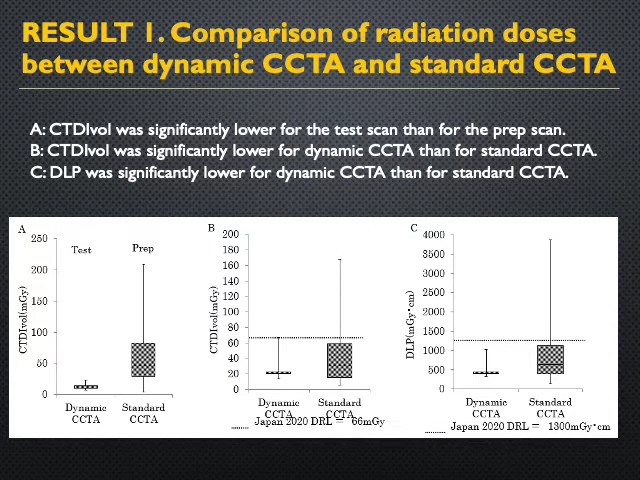 RESULT 1. Comparison of radiation doses
between dynamic CCTA and standard CCTA
A: CTDIvol was significantly lower for the test scan than for the prep scan.
B: CTDIvol was significantly lower for dynamic CCTA than for standard CCTA.
C: DLP was significantly lower for dynamic CCTA than for standard CCTA.
A
250
200
150
100
50
0
CTDIvol(mGy)
Test
Prep
Dynamic
CCTA
Standard
CCTA
B
200
180
160
140
120
100
80
60
40
20
0
CTDIvol(mGy)
Dynamic
CCTA
Standard
CCTA
Japan 2020 DRL = 66mGy
C
4000
3500
3000
2500
2000
1500
1000
500
0
DLP(mGy•cm)
Dynamic
CCTA
Standard
CCTA
Japan 2020 DRL = 1300mGy•cm